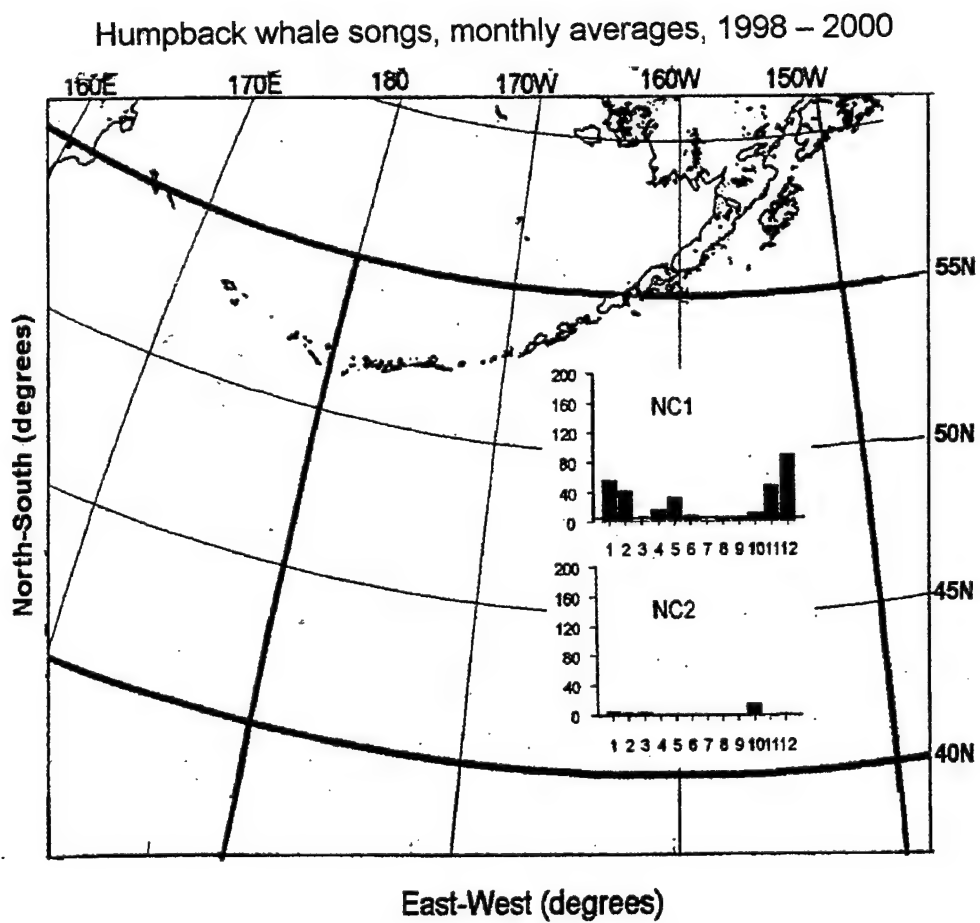 Humpback whale songs, monthly averages, 1998 – 2000
160E 170E 180 170W 160W 150W
55N
200
160 NC1
120
50N
80
40
0
1 2 3 4 5 6 7 8 9 10 11 12
200
160 NC2
45N
120
80
40
0
1 2 3 4 5 6 7 8 9 10 11 12
40N
North-South (degrees)
East-West (degrees)